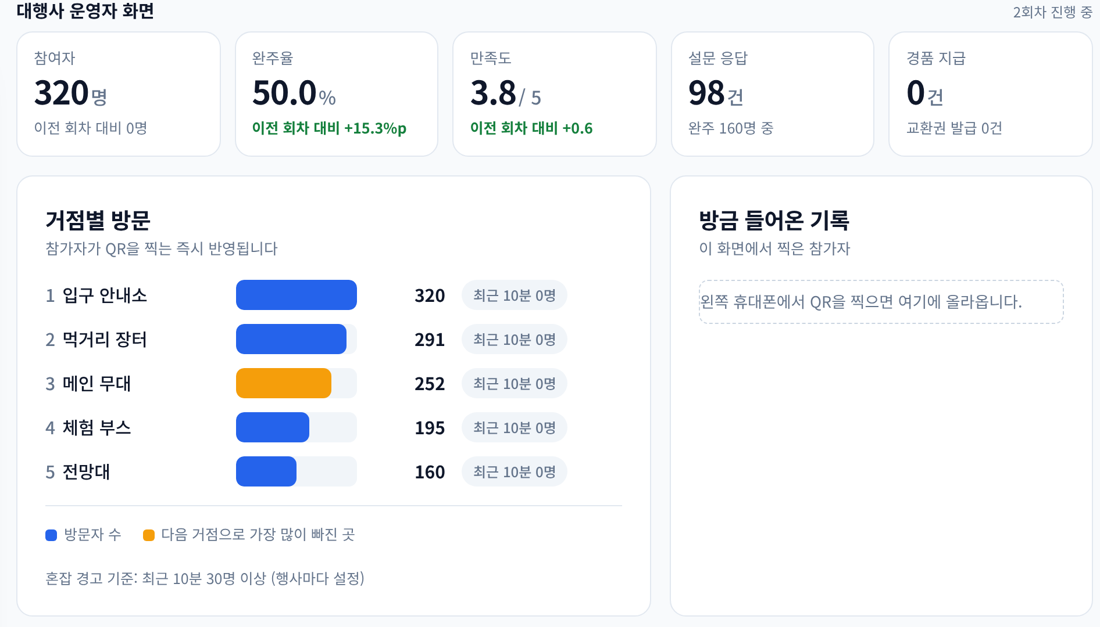 대행사 운영자 화면
2회차 진행 중
참여자
320명
이전 회차 대비 0명
완주율
50.0%
이전 회차 대비 +15.3%p
만족도
3.8/ 5
이전 회차 대비 +0.6
설문 응답
98건
완주 160명 중
경품 지급
0건
교환권 발급 0건
거점별 방문
참가자가 QR을 찍는 즉시 반영됩니다
1 입구 안내소 320 최근 10분 0명
2 먹거리 장터 291 최근 10분 0명
3 메인 무대 252 최근 10분 0명
4 체험 부스 195 최근 10분 0명
5 전망대 160 최근 10분 0명
방문자 수 다음 거점으로 가장 많이 빠진 곳
혼잡 경고 기준: 최근 10분 30명 이상 (행사마다 설정)
방금 들어온 기록
이 화면에서 찍은 참가자
왼쪽 휴대폰에서 QR을 찍으면 여기에 올라옵니다.